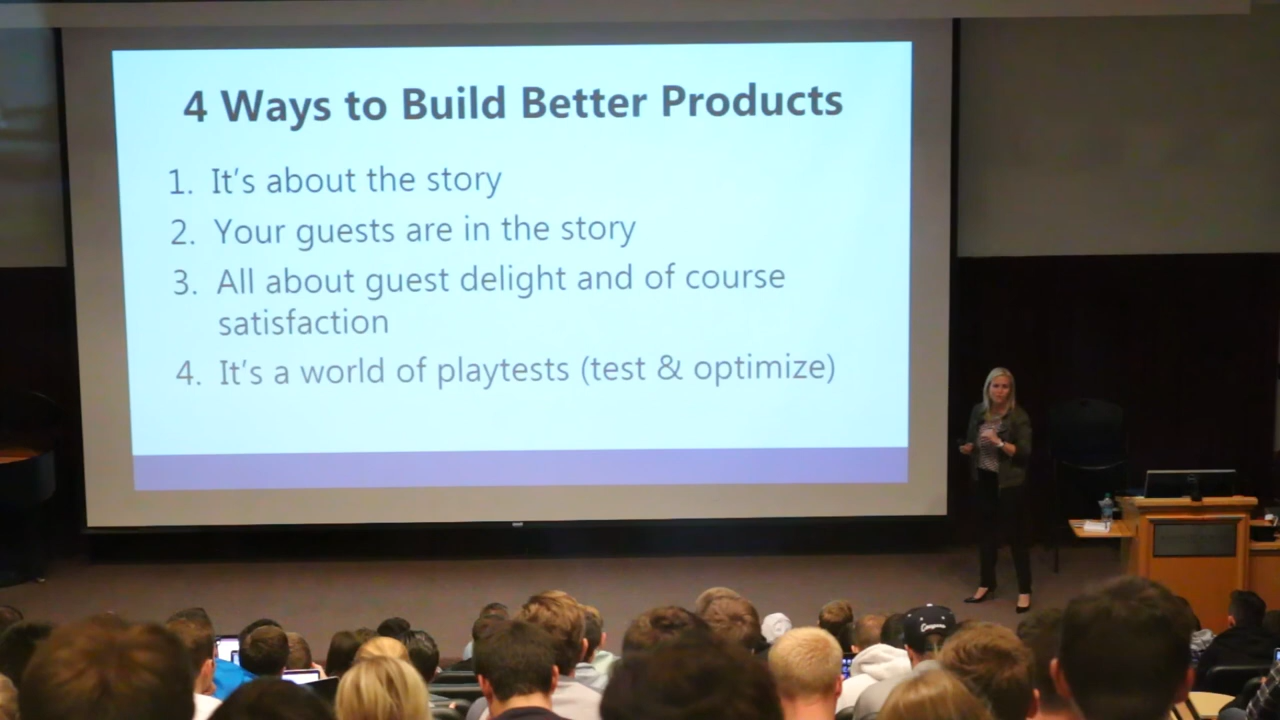 4 Ways to Build Better Products
1. It's about the story
2. Your guests are in the story
3. All about guest delight and of course
satisfaction
4. It's a world of playtests (test & optimize)